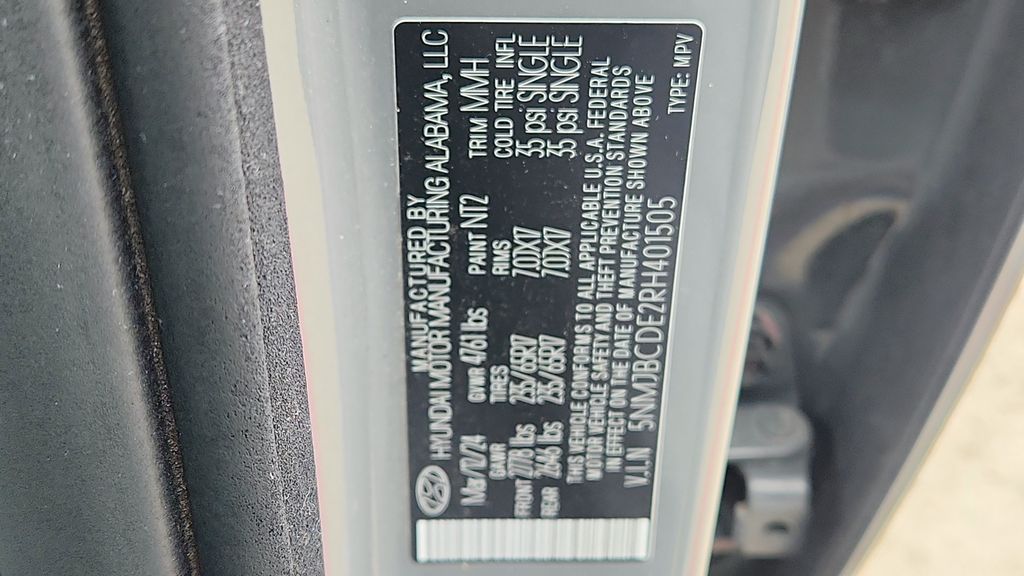 MANUFACTURED BY
HYUNDAI MOTOR MANUFACTURING ALABAMA, LLC
Mar/12/24 GVWR 4761 lbs PAINT NT2 TRIM MMH
GAWR TIRES RIMS COLD TIRE INFL
FRONT 2778 lbs 235/65R17 7.0JX17 35 psi SINGLE
REAR 2646 lbs 235/65R17 7.0JX17 35 psi SINGLE
THIS VEHICLE CONFORMS TO ALL APPLICABLE U.S.A. FEDERAL
MOTOR VEHICLE SAFETY AND THEFT PREVENTION STANDARDS
IN EFFECT ON THE DATE OF MANUFACTURE SHOWN ABOVE
V.I.N 5NMJBCDE2RH401505 TYPE: MPV